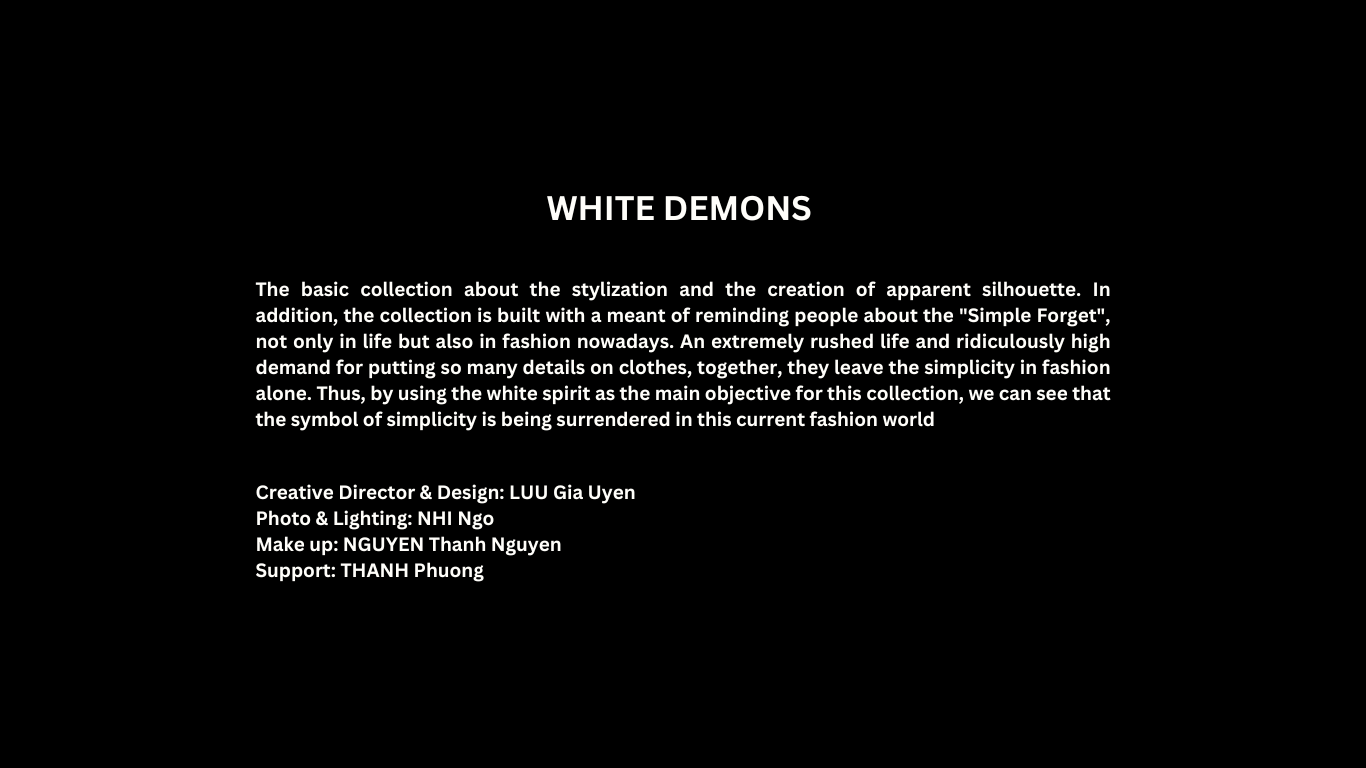 WHITE DEMONS
The basic collection about the stylization and the creation of apparent silhouette. In
addition, the collection is built with a meant of reminding people about the "Simple Forget",
not only in life but also in fashion nowadays. An extremely rushed life and ridiculously high
demand for putting so many details on clothes, together, they leave the simplicity in fashion
alone. Thus, by using the white spirit as the main objective for this collection, we can see that
the symbol of simplicity is being surrendered in this current fashion world
Creative Director & Design: LUU Gia Uyen
Photo & Lighting: NHI Ngo
Make up: NGUYEN Thanh Nguyen
Support: THANH Phuong